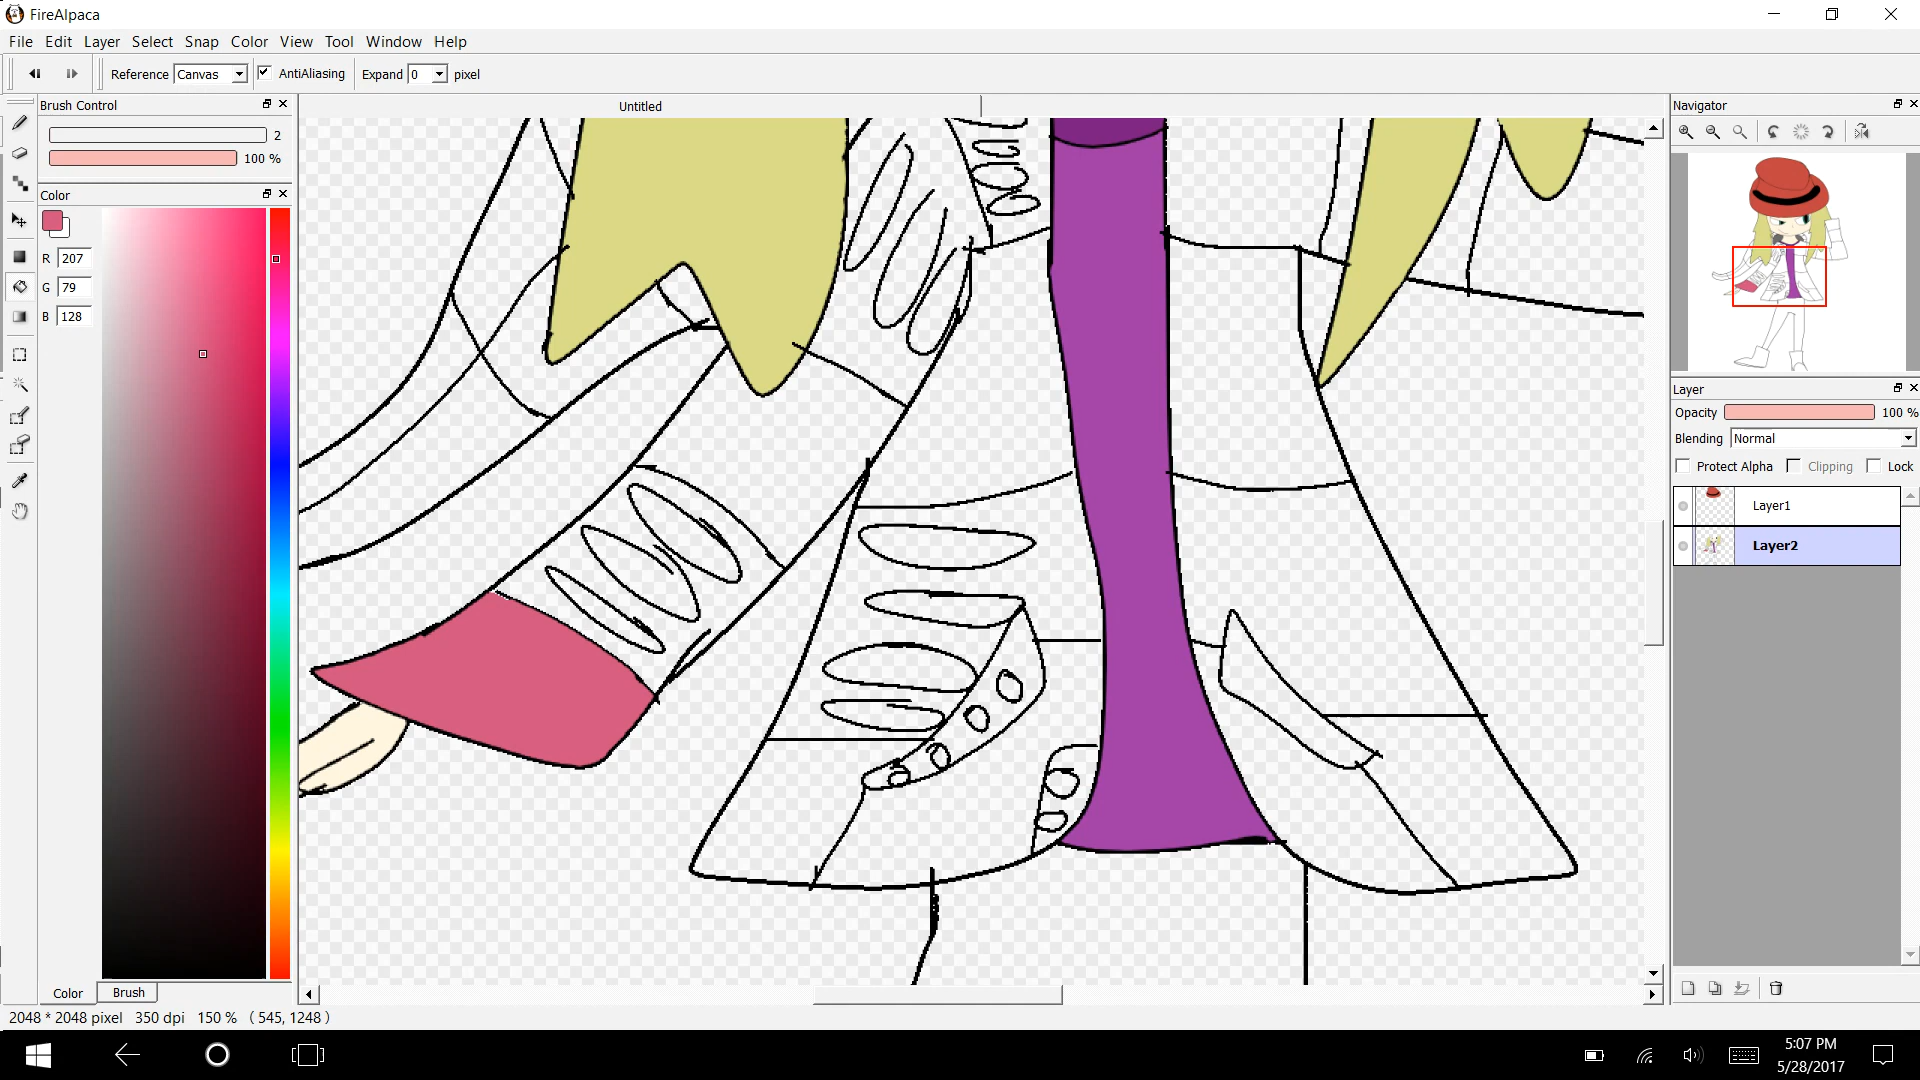 FireAlpaca
File Edit Layer Select Snap Color View Tool Window Help
Reference Canvas AntiAliasing Expand 0 pixel
Brush Control
2
100 %
Color
R 207
G 79
B 128
Color Brush
Untitled
Navigator
Layer
Opacity 100 %
Blending Normal
Protect Alpha Clipping Lock
Layer1
Layer2
2048 * 2048 pixel 350 dpi 150 % ( 545, 1248 )
5:07 PM
5/28/2017